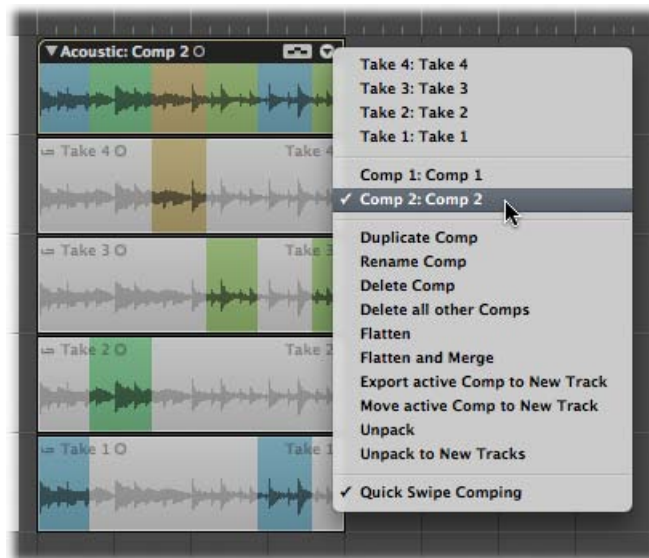 Acoustic: Comp 2
Take 4 Take 4
Take 3 Take 3
Take 2 Take 2
Take 1 Take 1
Take 4: Take 4
Take 3: Take 3
Take 2: Take 2
Take 1: Take 1
Comp 1: Comp 1
✓ Comp 2: Comp 2
Duplicate Comp
Rename Comp
Delete Comp
Delete all other Comps
Flatten
Flatten and Merge
Export active Comp to New Track
Move active Comp to New Track
Unpack
Unpack to New Tracks
✓ Quick Swipe Comping